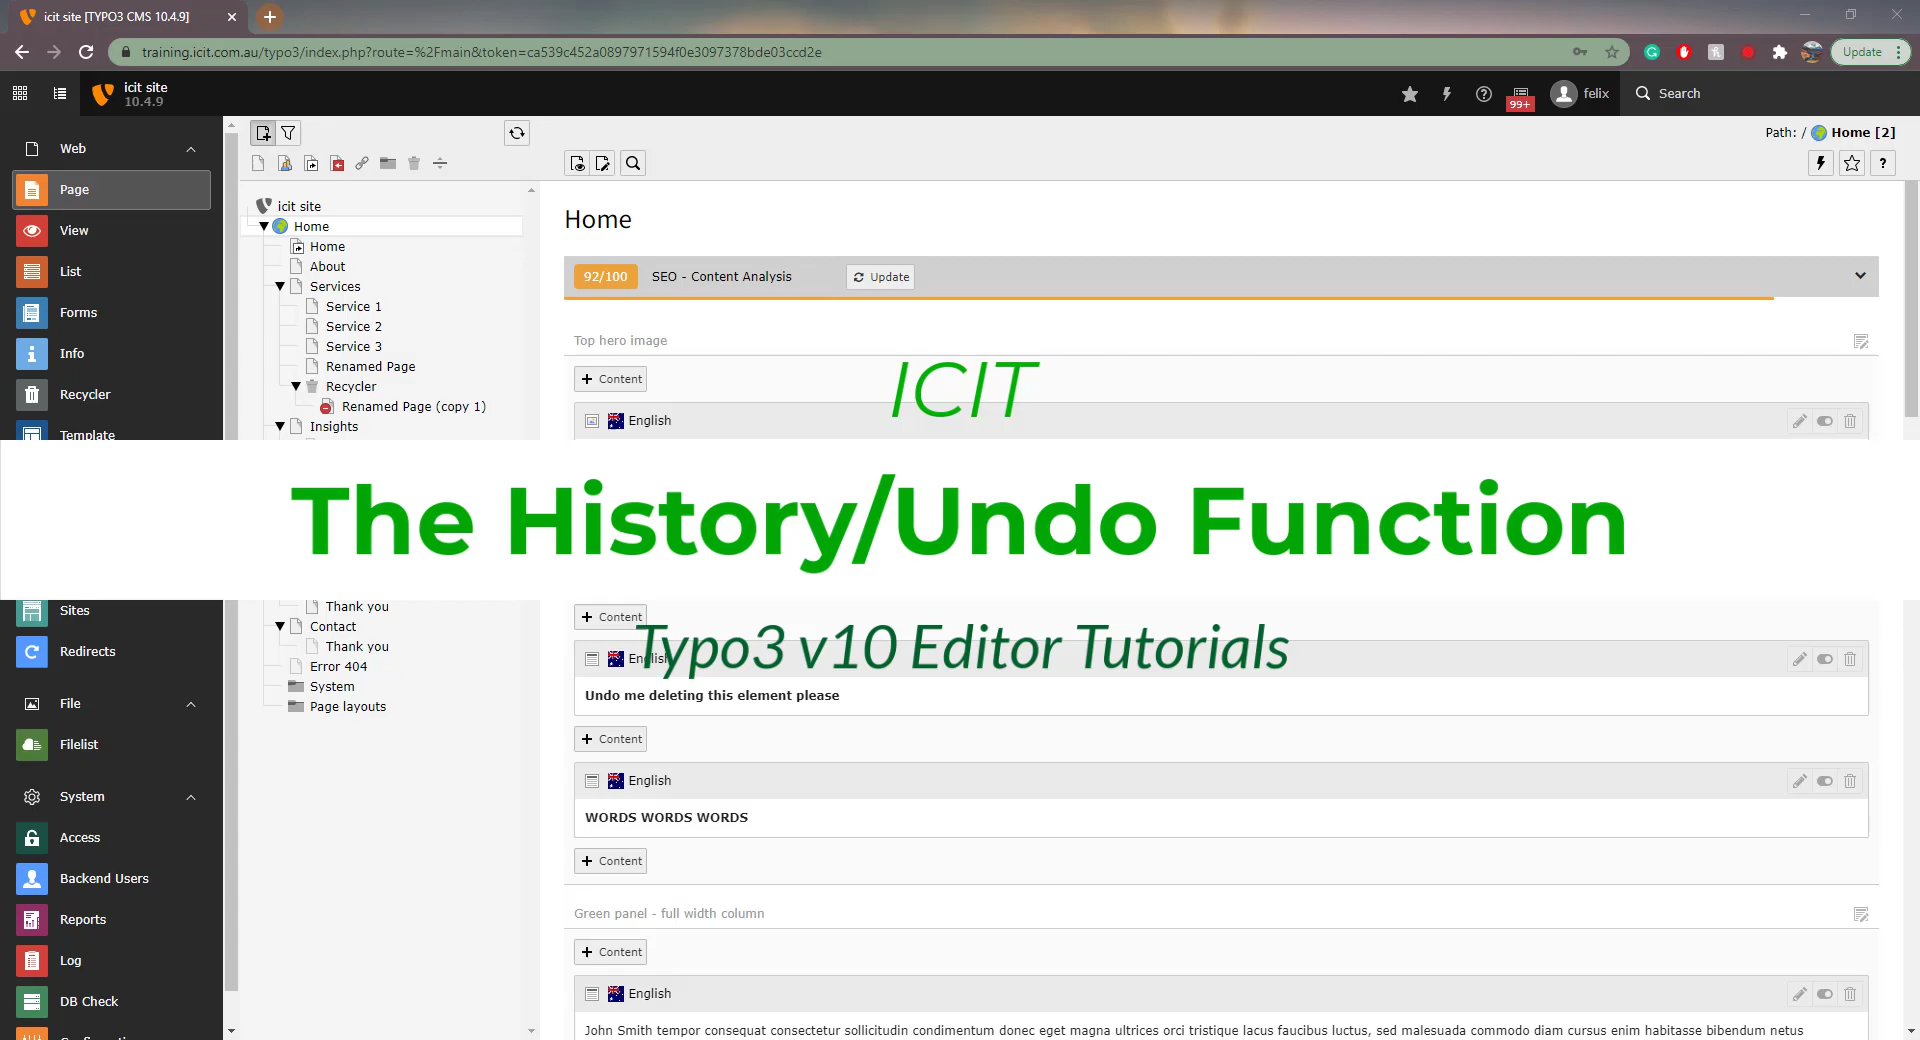 icit site [TYPO3 CMS 10.4.9]
training.icit.com.au/typo3/index.php?route=%2Fmain&token=ca539c452a0897971594f0e3097378bde03ccd2e
Update
icit site
10.4.9
99+
felix
Search
Web
Page
View
List
Forms
Info
Recycler
Template
Sites
Redirects
File
Filelist
System
Access
Backend Users
Reports
Log
DB Check
icit site
Home
Home
About
Services
Service 1
Service 2
Service 3
Renamed Page
Recycler
Renamed Page (copy 1)
Insights
Thank you
Contact
Thank you
Error 404
System
Page layouts
Path: / Home [2]
Home
92/100 SEO - Content Analysis Update
Top hero image
+ Content
English
ICIT
The History/Undo Function
Typo3 v10 Editor Tutorials
+ Content
English
Undo me deleting this element please
+ Content
English
WORDS WORDS WORDS
+ Content
Green panel - full width column
+ Content
English
John Smith tempor consequat consectetur sollicitudin condimentum donec eget magna ultrices orci tristique lacus faucibus luctus, sed malesuada commodo diam cursus enim habitasse bibendum netus